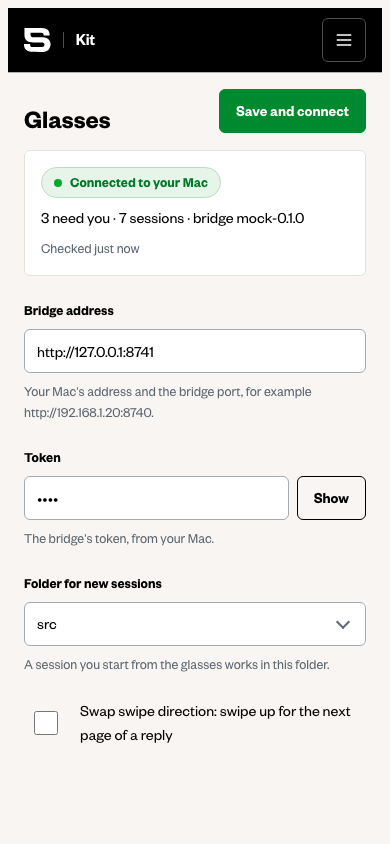 Kit
Glasses
Save and connect
Connected to your Mac
3 need you · 7 sessions · bridge mock-0.1.0
Checked just now
Bridge address
http://127.0.0.1:8741
Your Mac's address and the bridge port, for example
http://192.168.1.20:8740.
Token
••••
Show
The bridge's token, from your Mac.
Folder for new sessions
src
A session you start from the glasses works in this folder.
Swap swipe direction: swipe up for the next
page of a reply